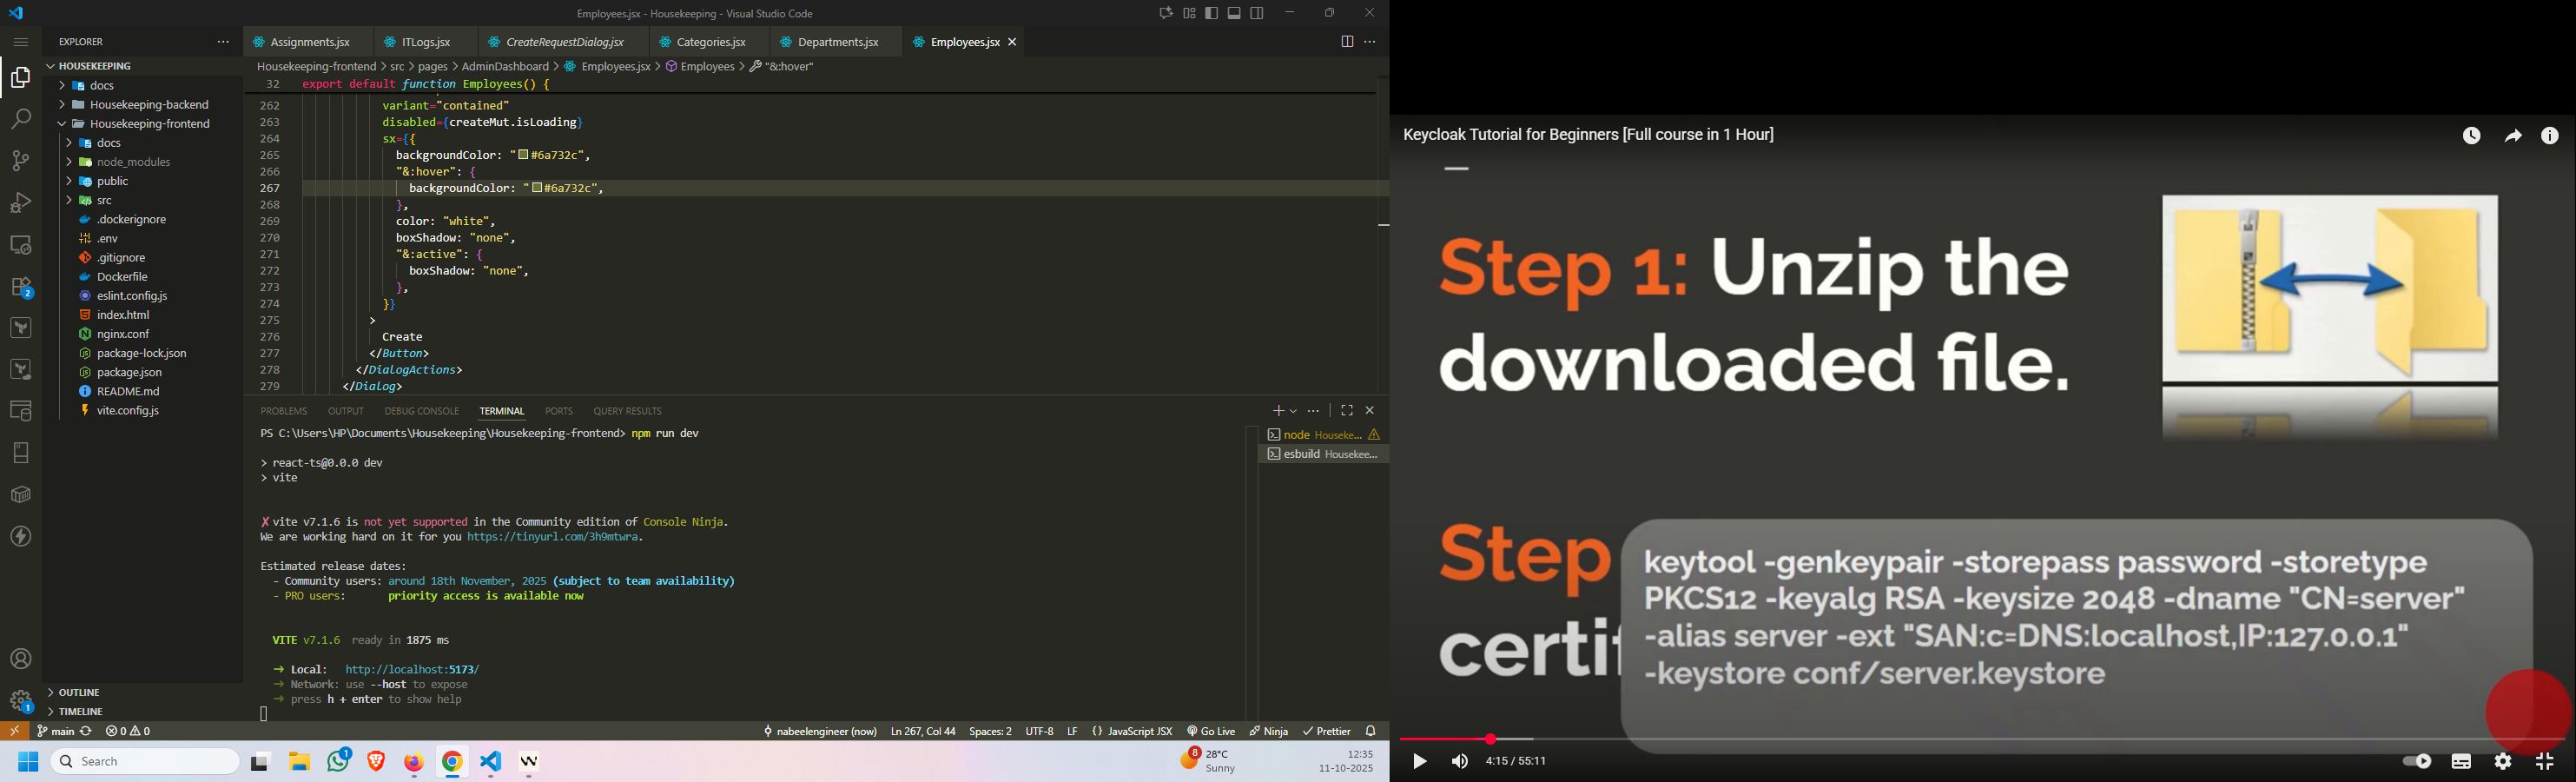 Employees.jsx - Housekeeping - Visual Studio Code
EXPLORER
HOUSEKEEPING
docs
Housekeeping-backend
Housekeeping-frontend
docs
node_modules
public
src
.dockerignore
.env
.gitignore
Dockerfile
eslint.config.js
index.html
nginx.conf
package-lock.json
package.json
README.md
vite.config.js
OUTLINE
TIMELINE
2
1
Assignments.jsx
ITLogs.jsx
CreateRequestDialog.jsx
Categories.jsx
Departments.jsx
Employees.jsx
Housekeeping-frontend > src > pages > AdminDashboard > Employees.jsx > Employees > "&:hover"
32 export default function Employees() {
262 variant="contained"
263 disabled={createMut.isLoading}
264 sx={{
265 backgroundColor: "#6a732c",
266 "&:hover": {
267 backgroundColor: "#6a732c",
268 },
269 color: "white",
270 boxShadow: "none",
271 "&:active": {
272 boxShadow: "none",
273 },
274 }}
275 >
276 Create
277 </Button>
278 </DialogActions>
279 </Dialog>
PROBLEMS OUTPUT DEBUG CONSOLE TERMINAL PORTS QUERY RESULTS
PS C:\Users\HP\Documents\Housekeeping\Housekeeping-frontend> npm run dev
> react-ts@0.0.0 dev
> vite
✗ vite v7.1.6 is not yet supported in the Community edition of Console Ninja.
We are working hard on it for you https://tinyurl.com/3h9mtwra.
Estimated release dates:
- Community users: around 18th November, 2025 (subject to team availability)
- PRO users: priority access is available now
VITE v7.1.6 ready in 1875 ms
➜ Local: http://localhost:5173/
➜ Network: use --host to expose
➜ press h + enter to show help
node Houseke...
esbuild Housekee...
main 0 0
nabeelengineer (now) Ln 267, Col 44 Spaces: 2 UTF-8 LF {} JavaScript JSX Go Live Ninja Prettier
Search
1
8
28°C
Sunny
12:35
11-10-2025
Keycloak Tutorial for Beginners [Full course in 1 Hour]
Step 1: Unzip the
downloaded file.
Step
certif
keytool -genkeypair -storepass password -storetype
PKCS12 -keyalg RSA -keysize 2048 -dname "CN=server"
-alias server -ext "SAN:c=DNS:localhost,IP:127.0.0.1"
-keystore conf/server.keystore
4:15 / 55:11